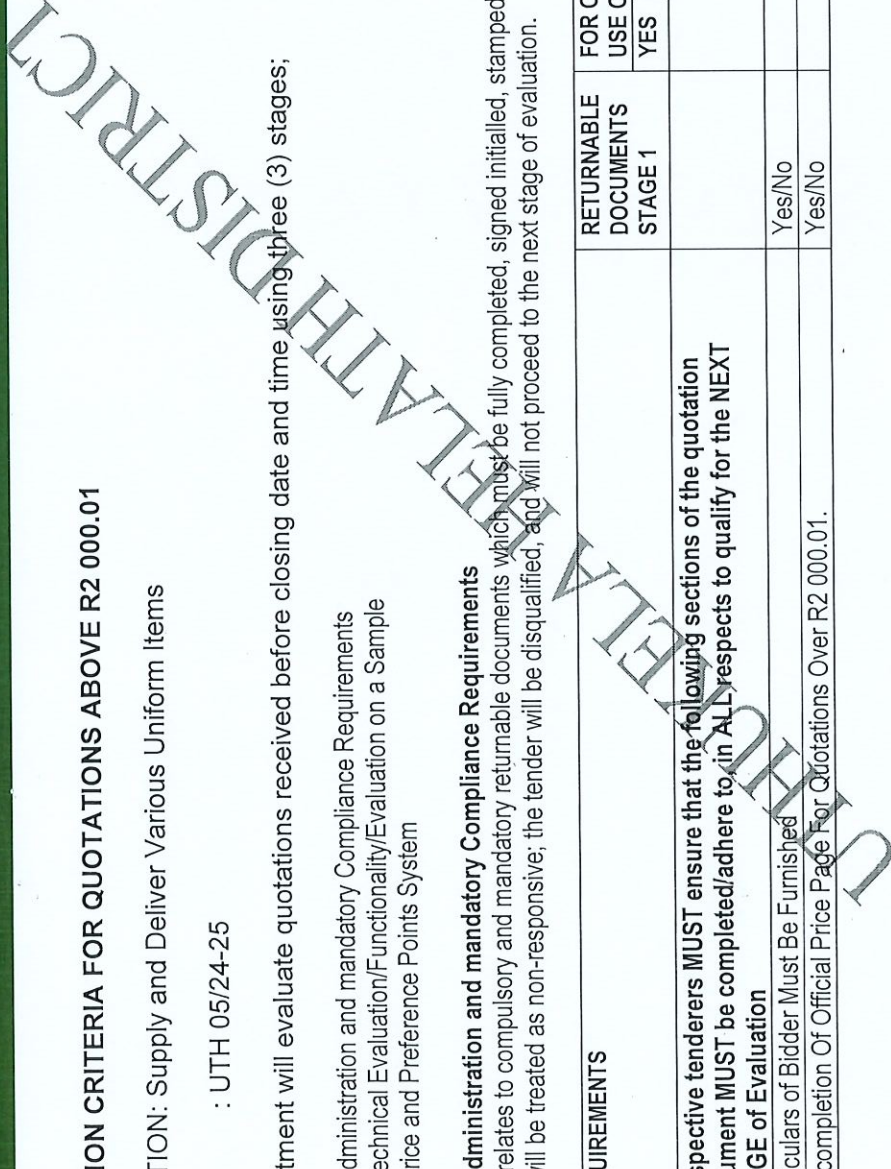 ION CRITERIA FOR QUOTATIONS ABOVE R2 000.01
TION: Supply and Deliver Various Uniform Items
: UTH 05/24-25
tment will evaluate quotations received before closing date and time using three (3) stages;
dministration and mandatory Compliance Requirements
echnical Evaluation/Functionality/Evaluation on a Sample
rice and Preference Points System
dministration and mandatory Compliance Requirements
relates to compulsory and mandatory returnable documents which must be fully completed, signed initialled, stamped
vill be treated as non-responsive; the tender will be disqualified, and will not proceed to the next stage of evaluation.
UIREMENTS
RETURNABLE
DOCUMENTS
STAGE 1
FOR O
USE O
YES
spective tenderers MUST ensure that the following sections of the quotation
ument MUST be completed/adhere to, in ALL respects to qualify for the NEXT
GE of Evaluation
culars of Bidder Must Be Furnished
Yes/No
completion Of Official Price Page For Quotations Over R2 000.01.
Yes/No
UTHUKELA HELATH DISTRICT